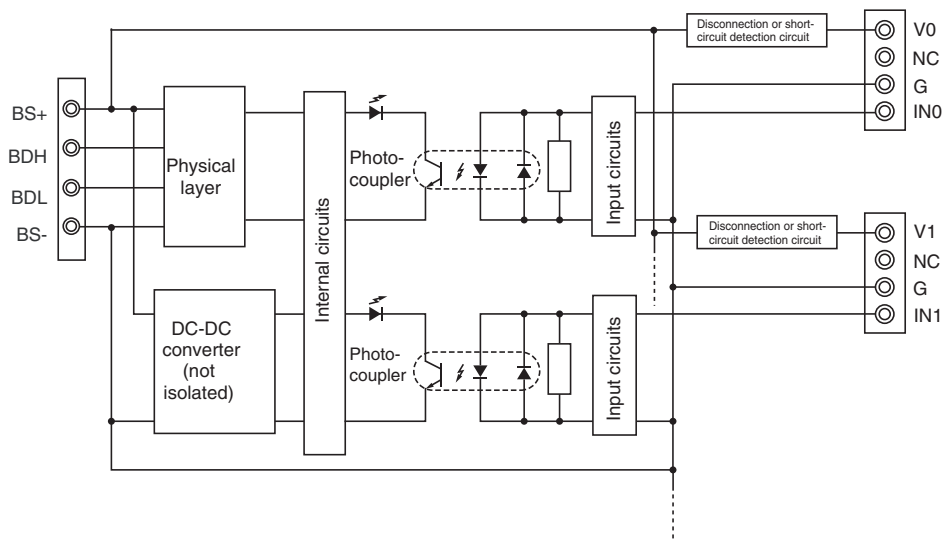 Disconnection or short-
circuit detection circuit
V0
NC
G
IN0
BS+
BDH
BDL
BS-
Physical
layer
Internal circuits
Photo-
coupler
Input circuits
Disconnection or short-
circuit detection circuit
V1
NC
G
IN1
DC-DC
converter
(not
isolated)
Photo-
coupler
Input circuits